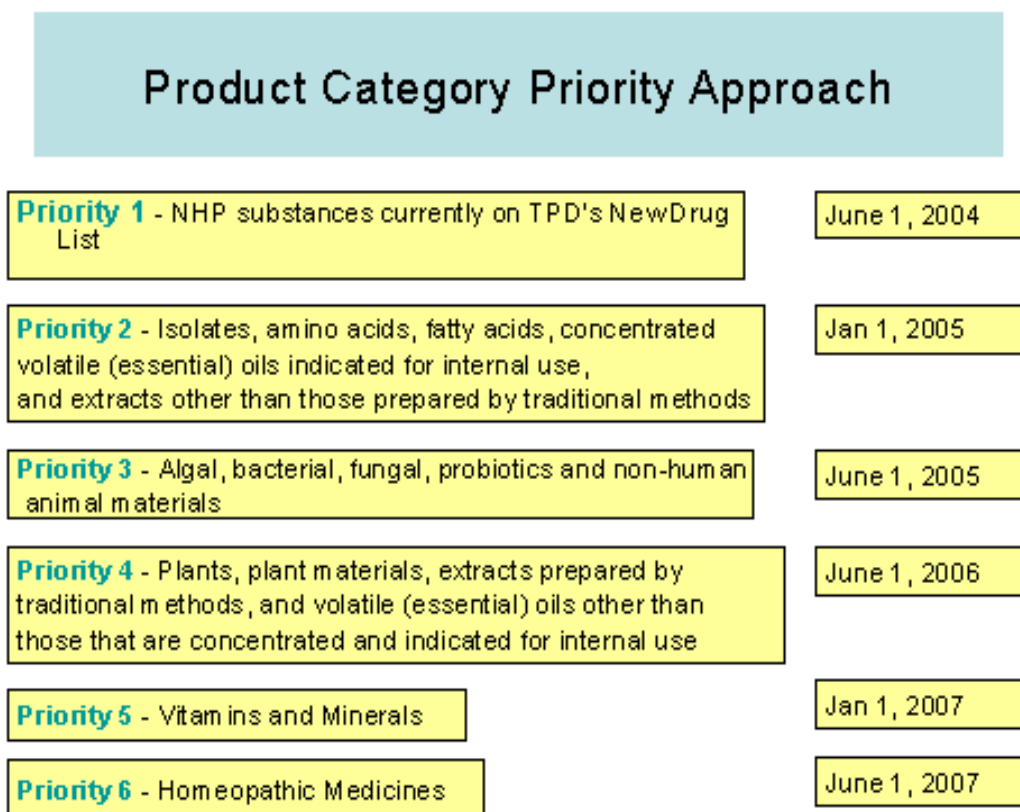 Product Category Priority Approach
Priority 1 - NHP substances currently on TPD's NewDrug
List
June 1, 2004
Priority 2 - Isolates, amino acids, fatty acids, concentrated
volatile (essential) oils indicated for internal use,
and extracts other than those prepared by traditional methods
Jan 1, 2005
Priority 3 - Algal, bacterial, fungal, probiotics and non-human
animal materials
June 1, 2005
Priority 4 - Plants, plant materials, extracts prepared by
traditional methods, and volatile (essential) oils other than
those that are concentrated and indicated for internal use
June 1, 2006
Priority 5 - Vitamins and Minerals
Jan 1, 2007
Priority 6 - Homeopathic Medicines
June 1, 2007